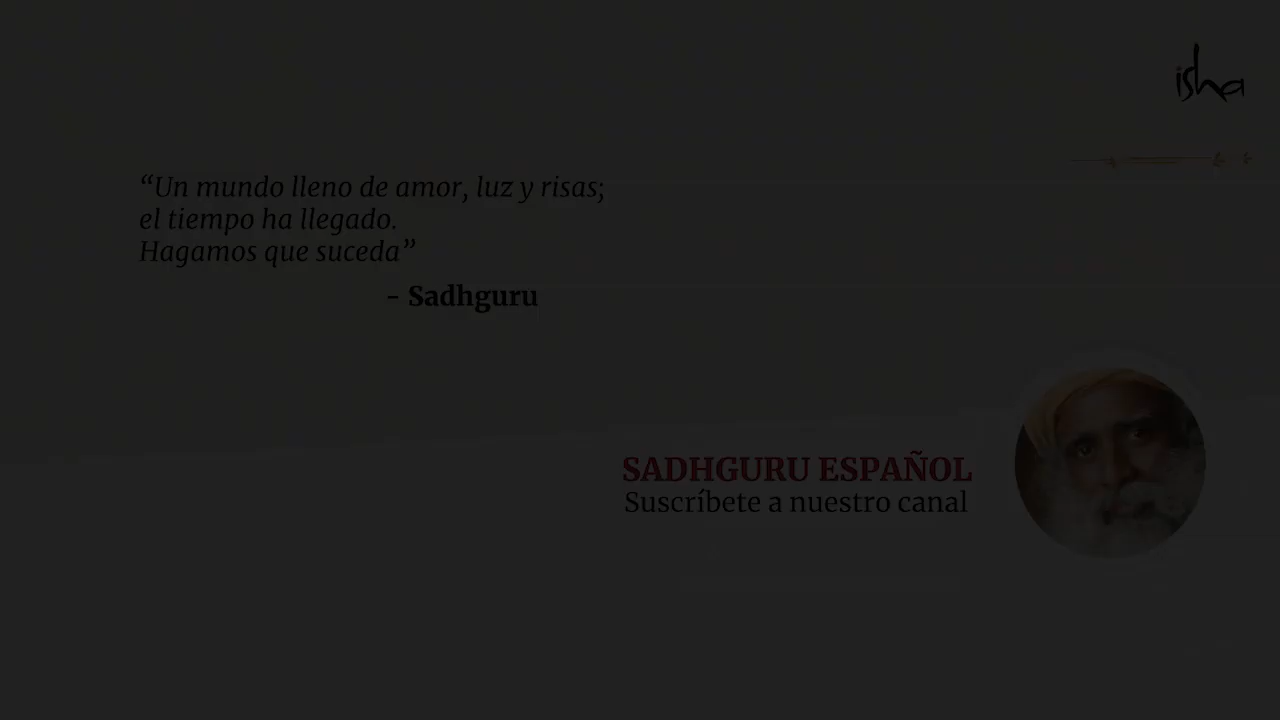 isha
“Un mundo lleno de amor, luz y risas;
el tiempo ha llegado.
Hagamos que suceda”
- Sadhguru
SADHGURU ESPAÑOL
Suscríbete a nuestro canal